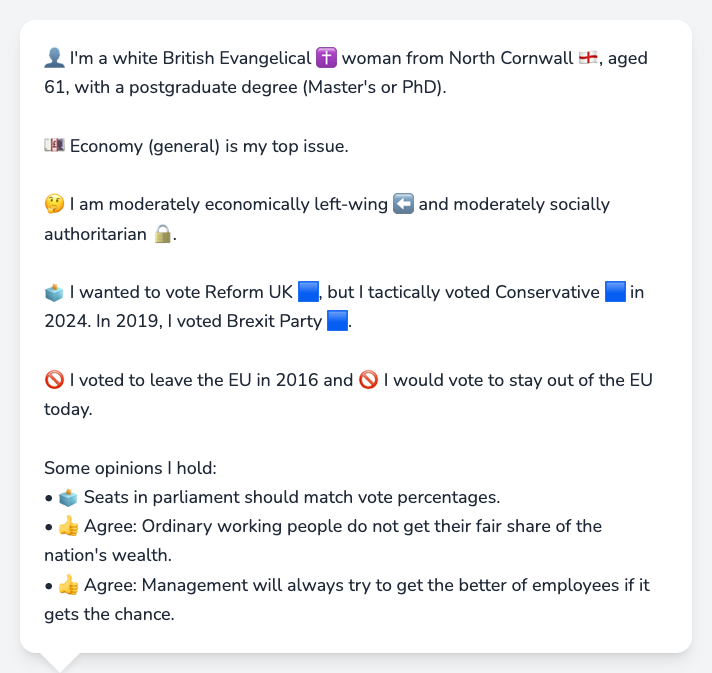 👤 I'm a white British Evangelical ✝️ woman from North Cornwall 🏴󠁧󠁢󠁥󠁮󠁧󠁿, aged
61, with a postgraduate degree (Master's or PhD).
💷 Economy (general) is my top issue.
🤔 I am moderately economically left-wing ⬅️ and moderately socially
authoritarian 🔒.
🗳️ I wanted to vote Reform UK 🟦, but I tactically voted Conservative 🟦 in
2024. In 2019, I voted Brexit Party 🟦.
🚫 I voted to leave the EU in 2016 and 🚫 I would vote to stay out of the EU
today.
Some opinions I hold:
• 🗳️ Seats in parliament should match vote percentages.
• 👍 Agree: Ordinary working people do not get their fair share of the
nation's wealth.
• 👍 Agree: Management will always try to get the better of employees if it
gets the chance.